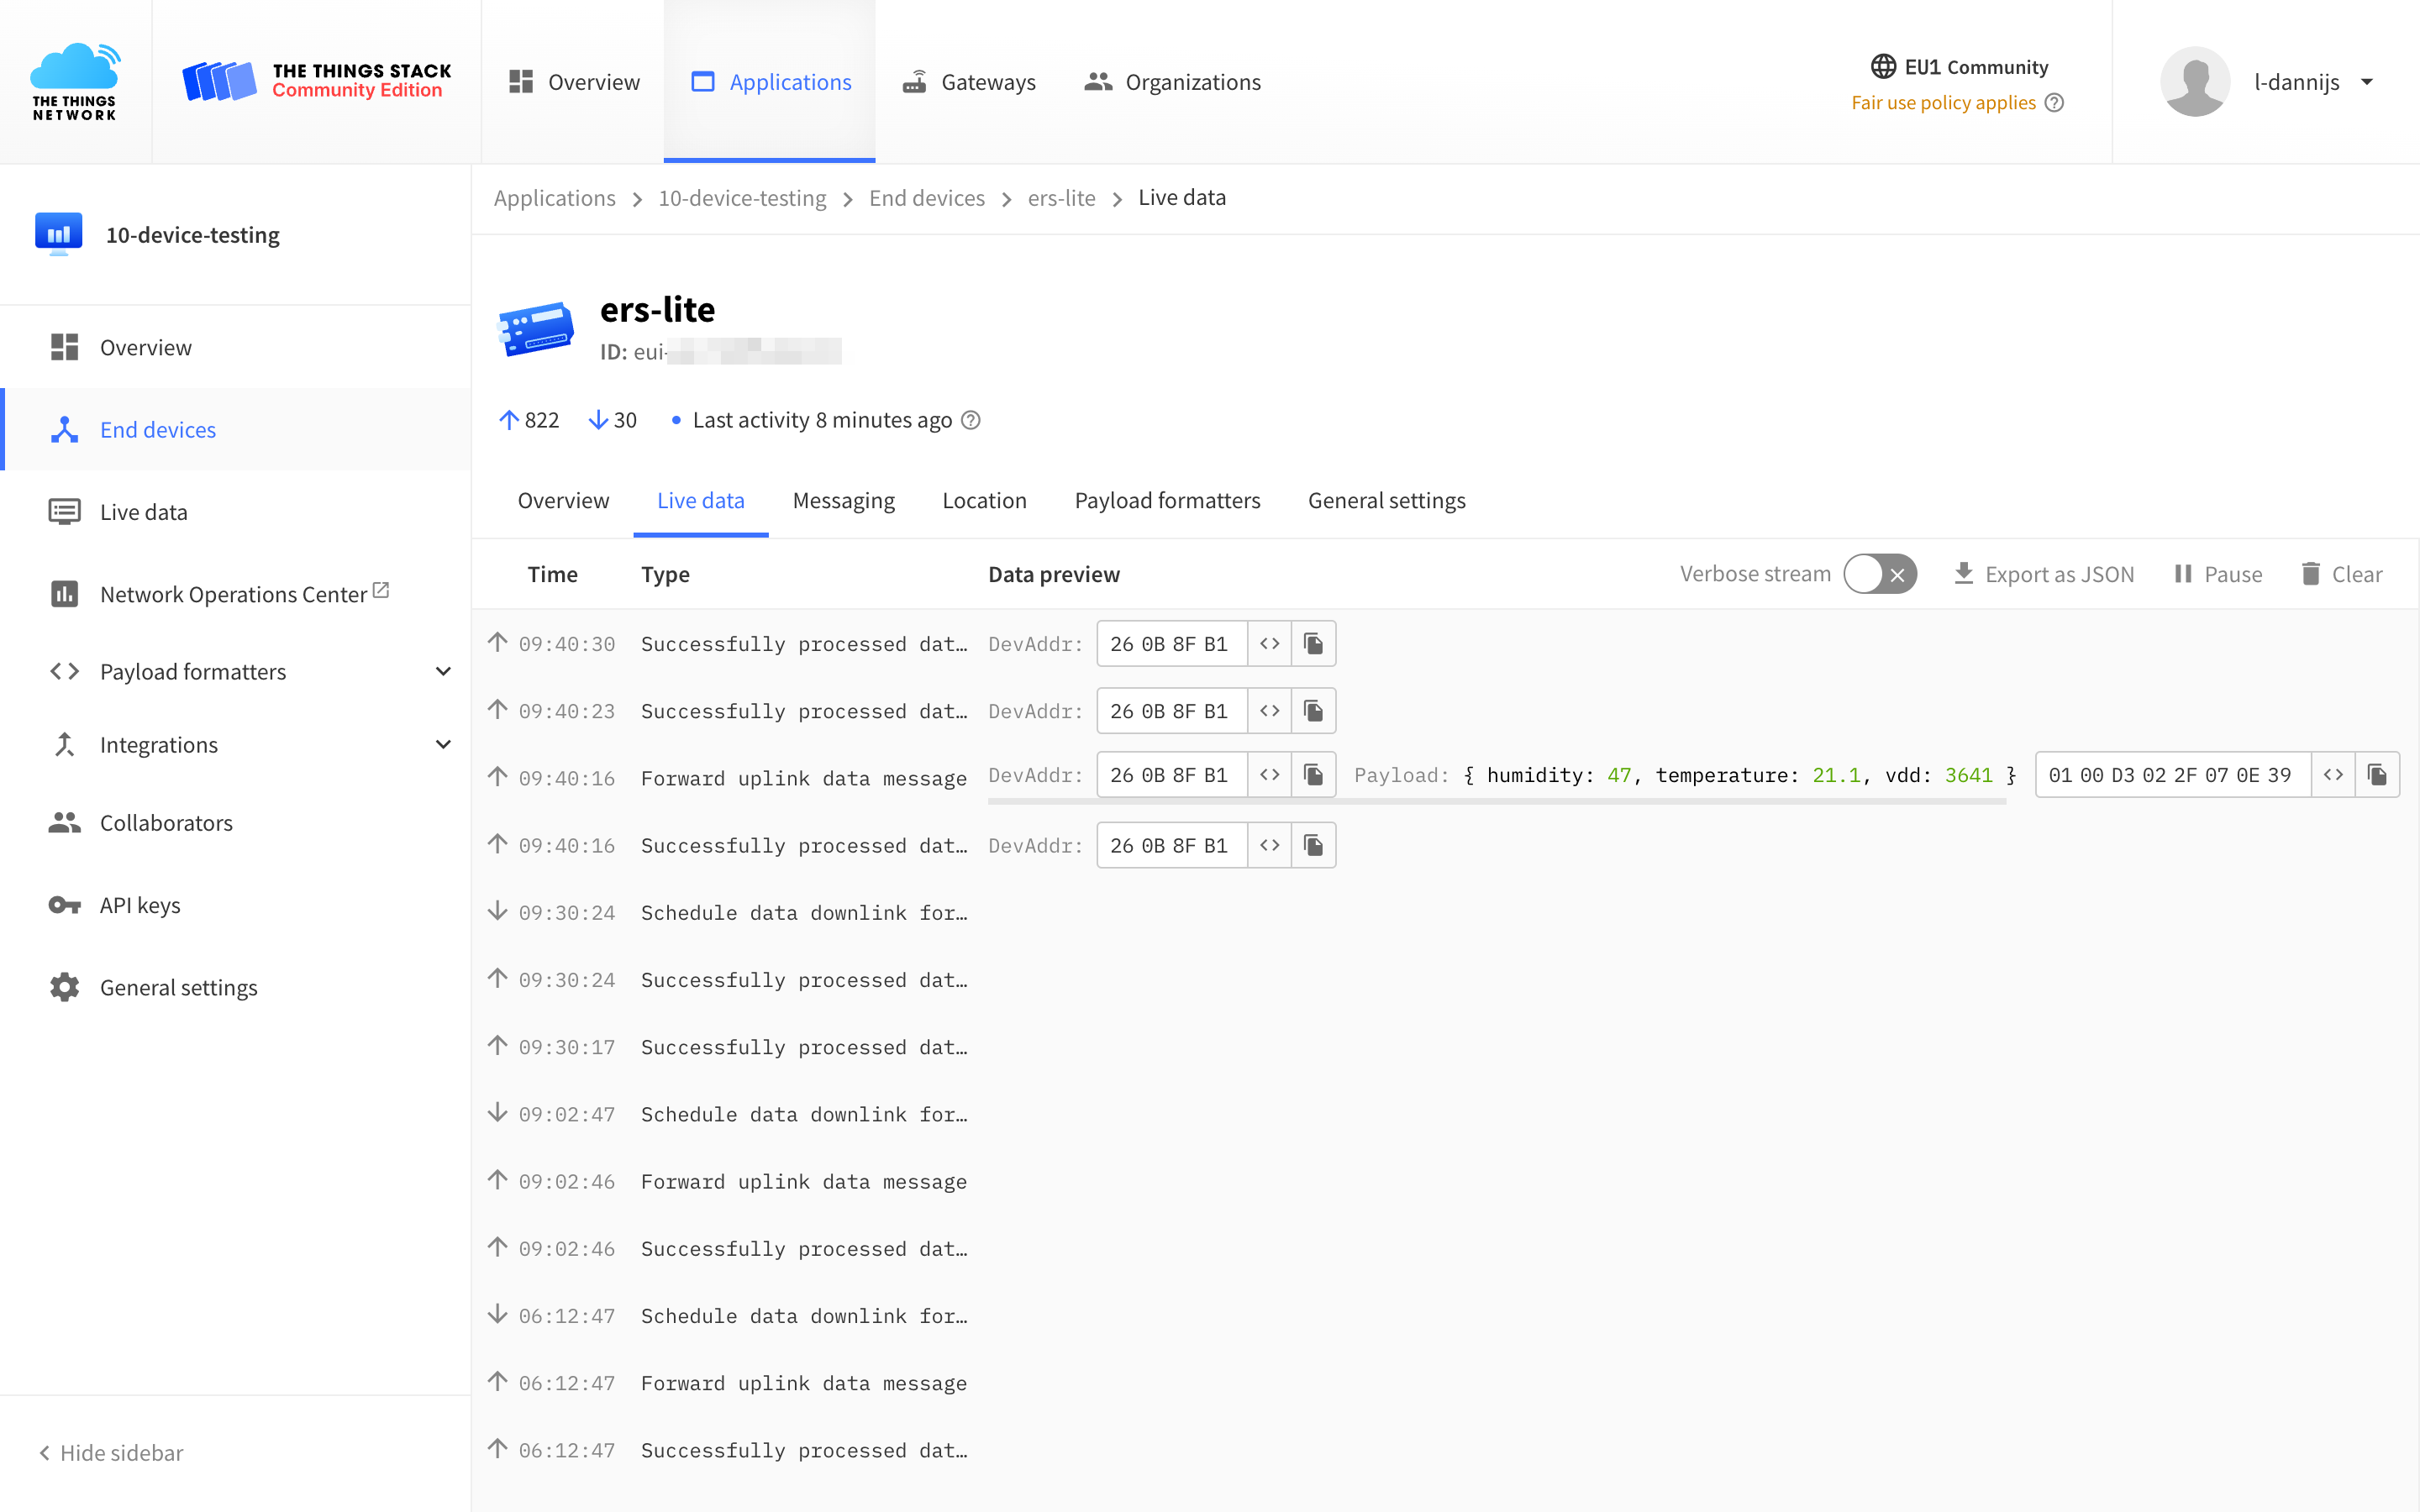 THE THINGS
NETWORK
THE THINGS STACK
Community Edition
Overview
Applications
Gateways
Organizations
EU1 Community
Fair use policy applies
l-dannijs
10-device-testing
Overview
End devices
Live data
Network Operations Center
Payload formatters
Integrations
Collaborators
API keys
General settings
Hide sidebar
Applications > 10-device-testing > End devices > ers-lite > Live data
ers-lite
ID: eui-
822 30 • Last activity 8 minutes ago
Overview Live data Messaging Location Payload formatters General settings
Time Type Data preview Verbose stream Export as JSON Pause Clear
09:40:30 Successfully processed dat… DevAddr: 26 0B 8F B1
09:40:23 Successfully processed dat… DevAddr: 26 0B 8F B1
09:40:16 Forward uplink data message DevAddr: 26 0B 8F B1 Payload: { humidity: 47, temperature: 21.1, vdd: 3641 } 01 00 D3 02 2F 07 0E 39
09:40:16 Successfully processed dat… DevAddr: 26 0B 8F B1
09:30:24 Schedule data downlink for…
09:30:24 Successfully processed dat…
09:30:17 Successfully processed dat…
09:02:47 Schedule data downlink for…
09:02:46 Forward uplink data message
09:02:46 Successfully processed dat…
06:12:47 Schedule data downlink for…
06:12:47 Forward uplink data message
06:12:47 Successfully processed dat…